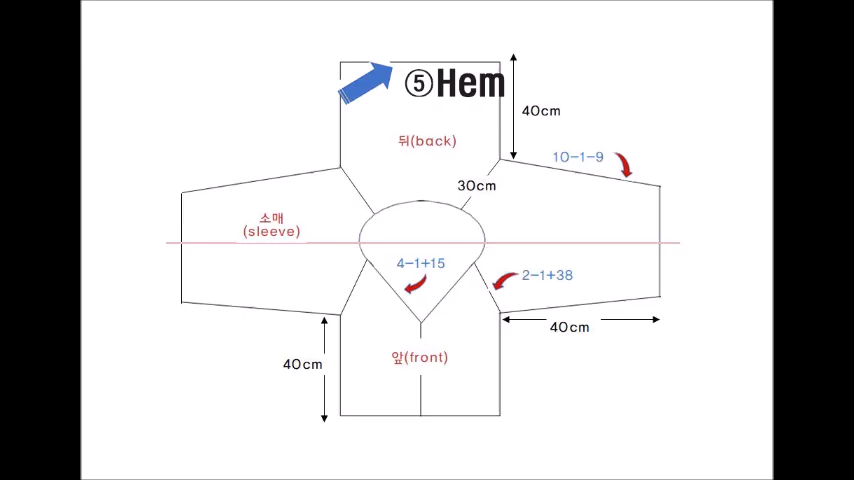 ⑤Hem
40cm
뒤(back)
10-1-9
30cm
소매
(sleeve)
4-1+15
2-1+38
40cm
앞(front)
40cm